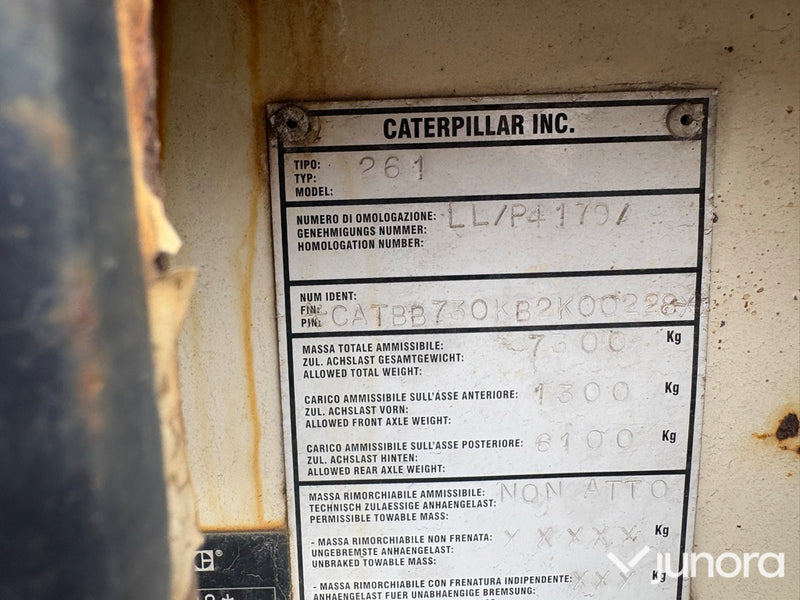 CATERPILLAR INC.
TIPO:
TYP: 261
MODEL:
NUMERO DI OMOLOGAZIONE: LL/P4179/
GENEHMIGUNGS NUMMER:
HOMOLOGATION NUMBER:
NUM IDENT:
FIN: *CATBB730KB2K00228*
PIN:
MASSA TOTALE AMMISSIBILE: 7300 Kg
ZUL. ACHSLAST GESAMTGEWICHT:
ALLOWED TOTAL WEIGHT:
CARICO AMMISSIBILE SULL'ASSE ANTERIORE: 1300 Kg
ZUL. ACHSLAST VORN:
ALLOWED FRONT AXLE WEIGHT:
CARICO AMMISSIBILE SULL'ASSE POSTERIORE: 6100 Kg
ZUL. ACHSLAST HINTEN:
ALLOWED REAR AXLE WEIGHT:
MASSA RIMORCHIABILE AMMISSIBILE: NON ATTO
TECHNISCH ZULAESSIGE ANHAENGELAST:
PERMISSIBLE TOWABLE MASS:
- MASSA RIMORCHIABILE NON FRENATA: XXXXX Kg
UNGEBREMSTE ANHAENGELAST:
UNBRAKED TOWABLE MASS:
- MASSA RIMORCHIABILE CON FRENATURA INDIPENDENTE: XXX Kg
ANHAENGELAST FUER UNABHAENGIGE BREMSUNG:
junora